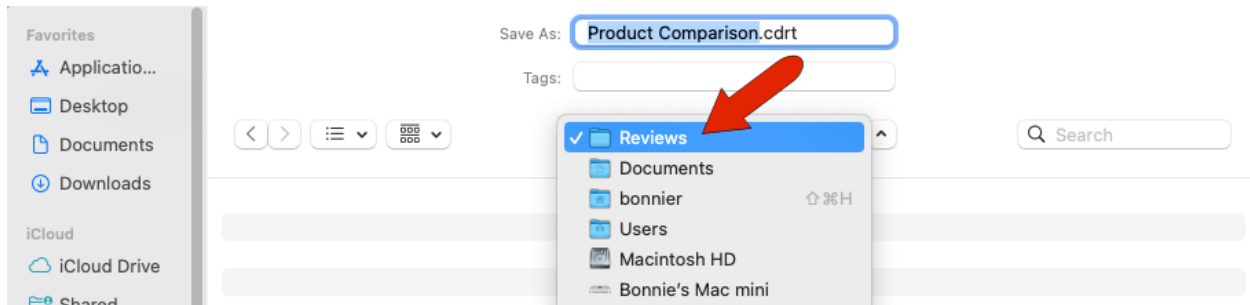 Favorites
Applicatio...
Desktop
Documents
Downloads
iCloud
iCloud Drive
Shared
Save As: Product Comparison.cdrt
Tags:
Search
✓ Reviews
Documents
bonnier ⇧⌘H
Users
Macintosh HD
Bonnie's Mac mini